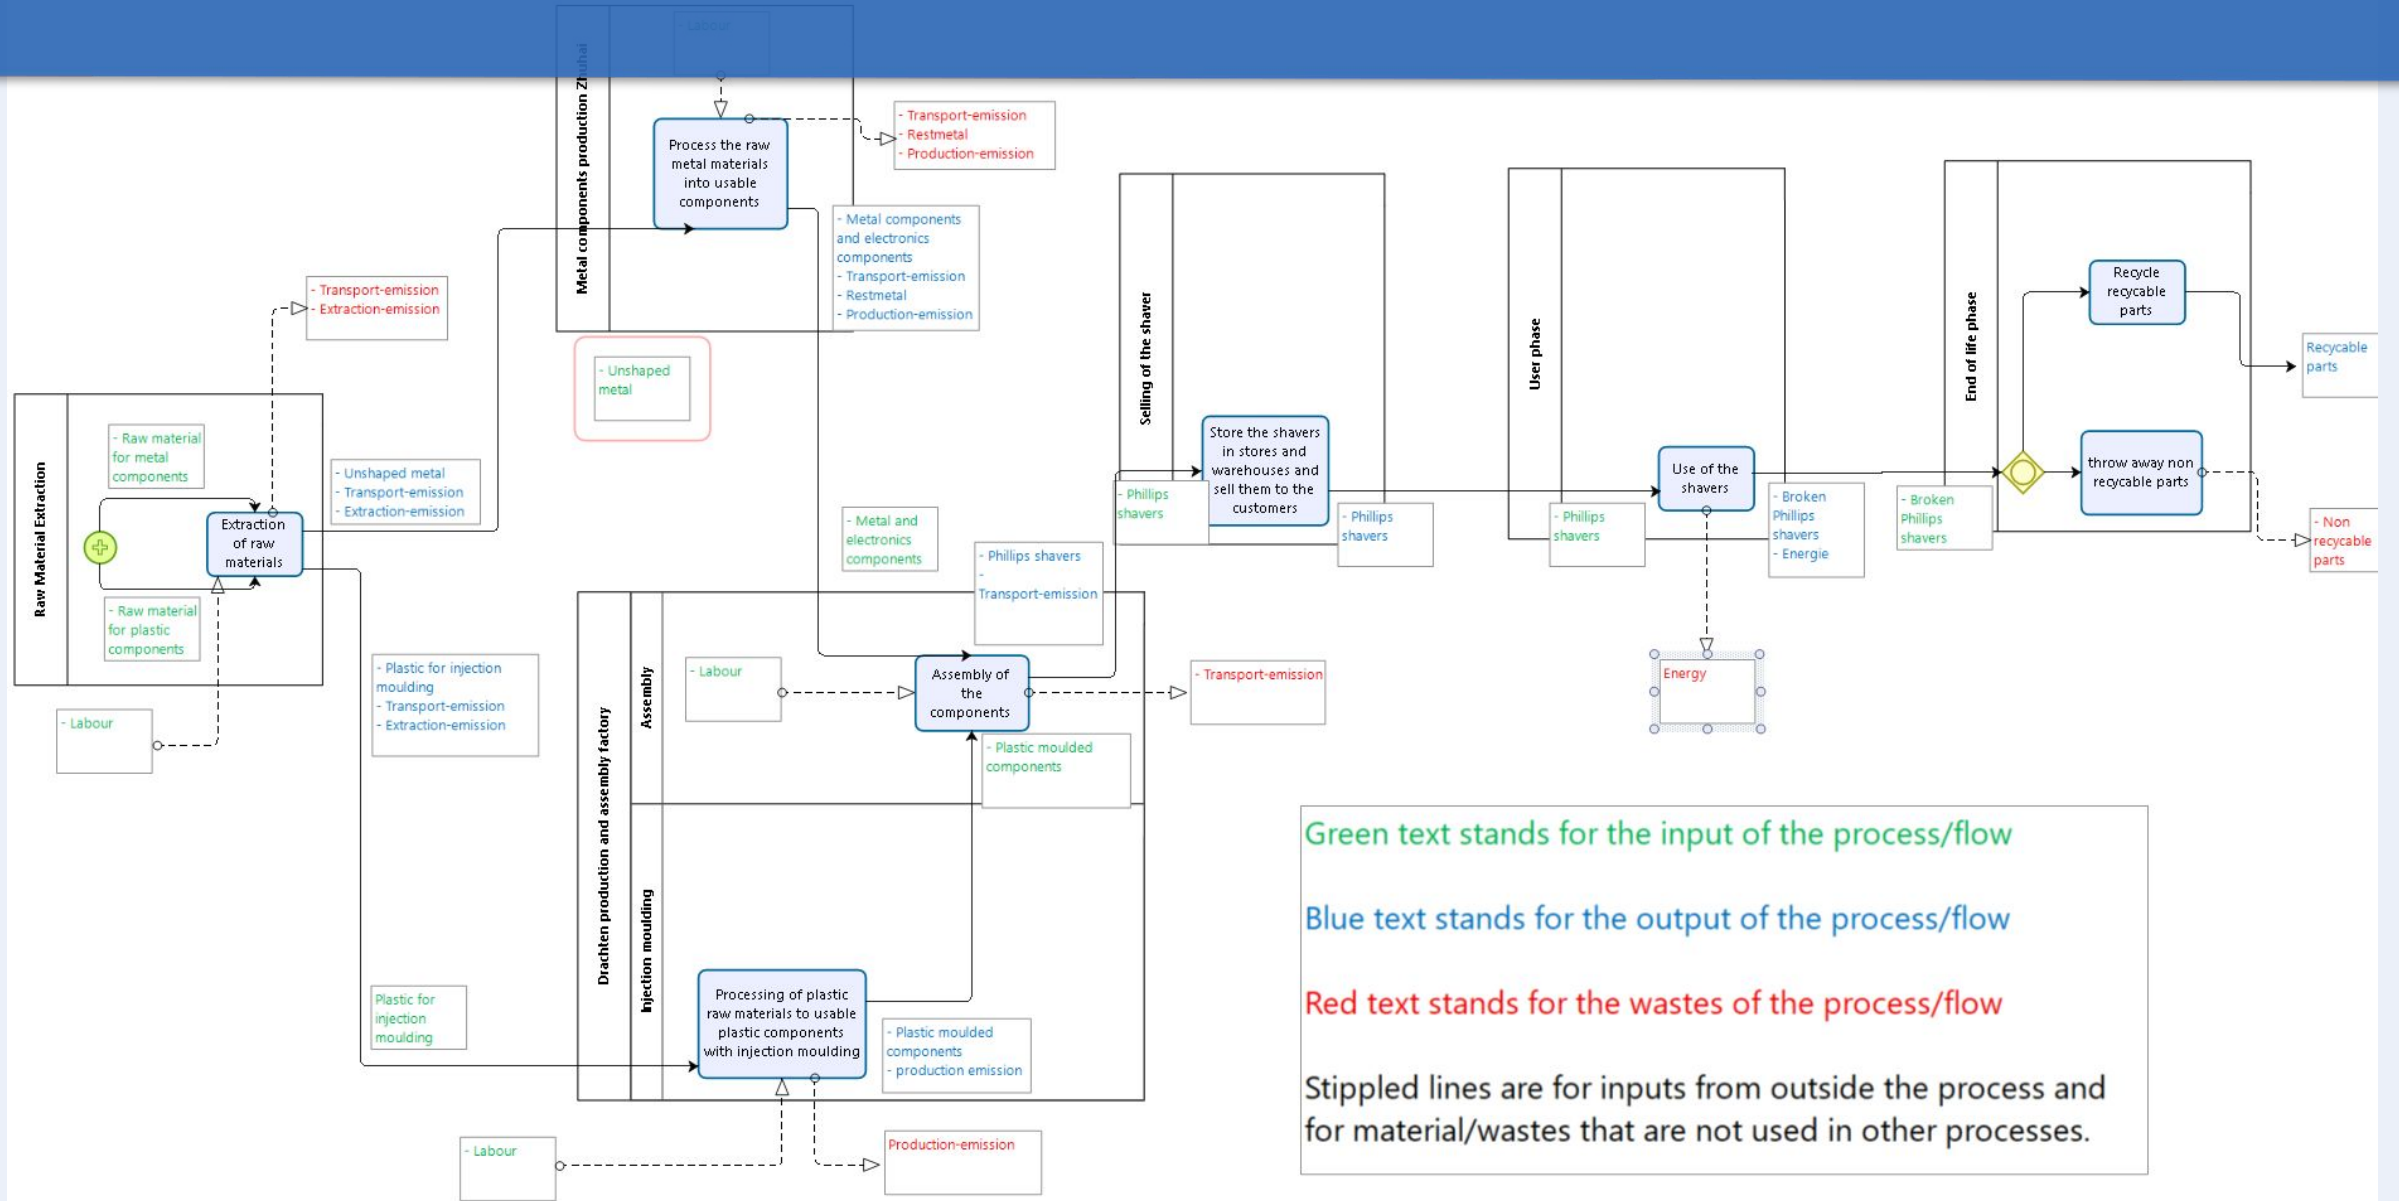 - Labour
Metal components production Zhuhai
Process the raw
metal materials
into usable
components
- Transport-emission
- Restmetal
- Production-emission
- Metal components
and electronics
components
- Transport-emission
- Restmetal
- Production-emission
- Transport-emission
- Extraction-emission
- Unshaped
metal
Raw Material Extraction
- Raw material
for metal
components
Extraction
of raw
materials
- Raw material
for plastic
components
- Unshaped metal
- Transport-emission
- Extraction-emission
- Labour
- Plastic for injection
moulding
- Transport-emission
- Extraction-emission
Plastic for
injection
moulding
- Metal and
electronics
components
- Phillips shavers
-
Transport-emission
Drachten production and assembly factory
Assembly
- Labour
Assembly of
the
components
- Transport-emission
- Plastic moulded
components
Injection moulding
Processing of plastic
raw materials to usable
plastic components
with injection moulding
- Plastic moulded
components
- production emission
- Labour
Production-emission
Selling of the shaver
Store the shavers
in stores and
warehouses and
sell them to the
customers
- Phillips
shavers
- Phillips
shavers
User phase
Use of the
shavers
- Phillips
shavers
- Broken
Phillips
shavers
- Energie
Energy
End of life phase
- Broken
Phillips
shavers
Recycle
recycable
parts
throw away non
recycable parts
Recycable
parts
- Non
recycable
parts
Green text stands for the input of the process/flow
Blue text stands for the output of the process/flow
Red text stands for the wastes of the process/flow
Stippled lines are for inputs from outside the process and
for material/wastes that are not used in other processes.